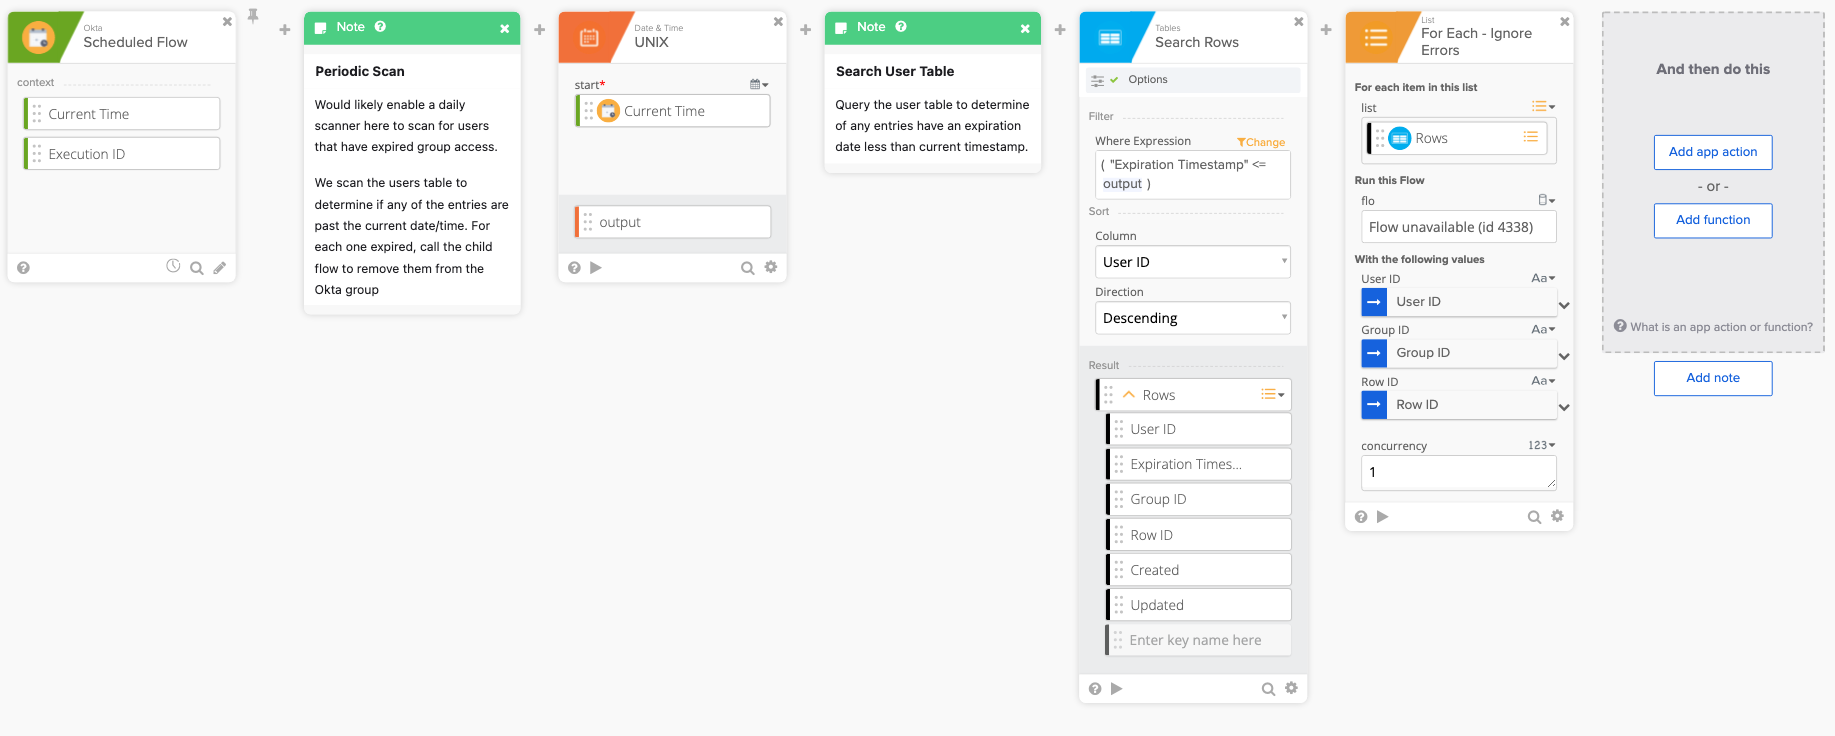 Okta
Scheduled Flow
context
Current Time
Execution ID
Note
Periodic Scan
Would likely enable a daily
scanner here to scan for users
that have expired group access.
We scan the users table to
determine if any of the entries are
past the current date/time. For
each one expired, call the child
flow to remove them from the
Okta group
Date & Time
UNIX
start*
Current Time
output
Note
Search User Table
Query the user table to determine
of any entries have an expiration
date less than current timestamp.
Tables
Search Rows
Options
Filter
Where Expression
Change
( "Expiration Timestamp" <=
output )
Sort
Column
User ID
Direction
Descending
Result
Rows
User ID
Expiration Times...
Group ID
Row ID
Created
Updated
Enter key name here
List
For Each - Ignore
Errors
For each item in this list
list
Rows
Run this Flow
flo
Flow unavailable (id 4338)
With the following values
User ID
Aa
User ID
Group ID
Aa
Group ID
Row ID
Aa
Row ID
concurrency
123
1
And then do this
Add app action
- or -
Add function
What is an app action or function?
Add note